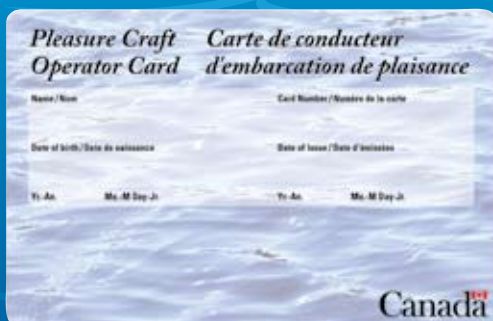 Pleasure Craft Carte de conducteur
Operator Card d'embarcation de plaisance
Name/Nom Card Number/Numéro de la carte
Date of birth/Date de naissance Date of Issue/Date d'émission
Yr.-An. Mo.-M Day-Jr. Yr.-An. Mo.-M Day-Jr.
Canada